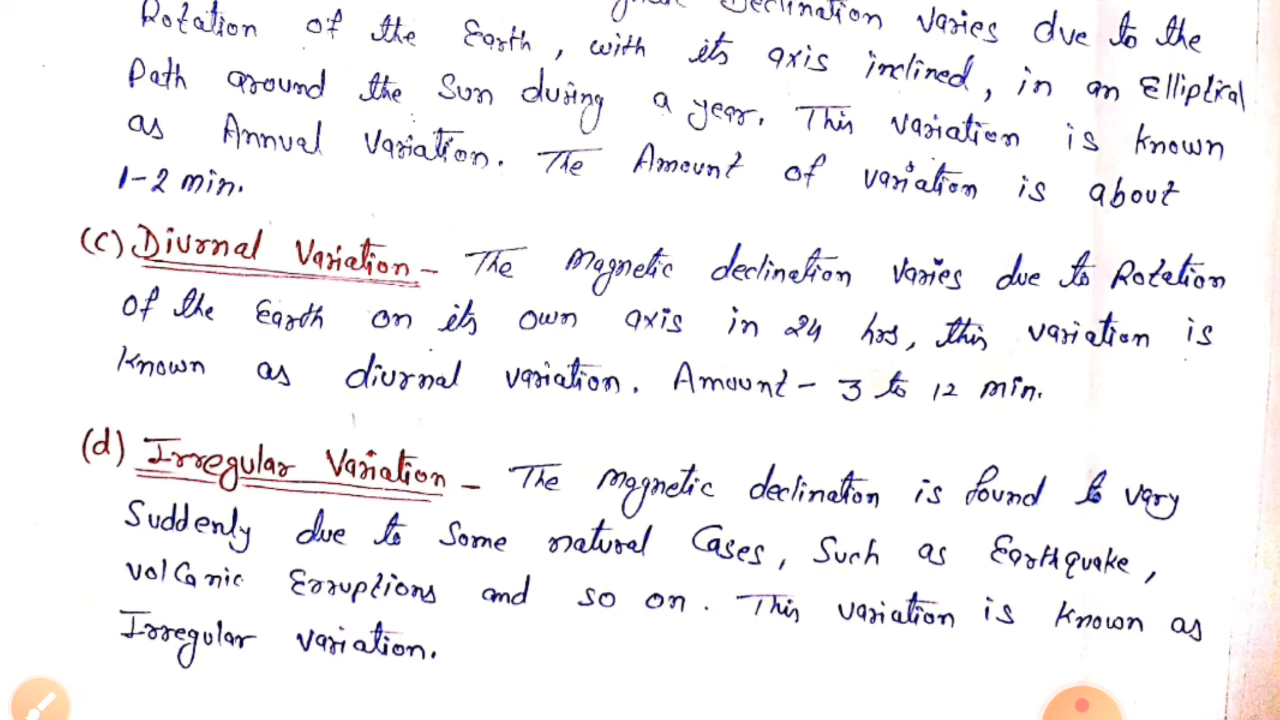 Declination varies due to the
Rotation of the Earth, with its axis inclined, in an Elliptical
Path around the Sun during a year. This variation is known
as Annual Variation. The Amount of variation is about
1-2 min.
(c) Diurnal Variation - The Magnetic declination varies due to Rotation
of the Earth on its own axis in 24 hrs, this variation is
known as diurnal variation. Amount - 3 to 12 min.
(d) Irregular Variation - The Magnetic declination is found to vary
Suddenly due to Some natural Cases, Such as Earthquake,
volcanic Erruptions and so on. This variation is known as
Irregular variation.